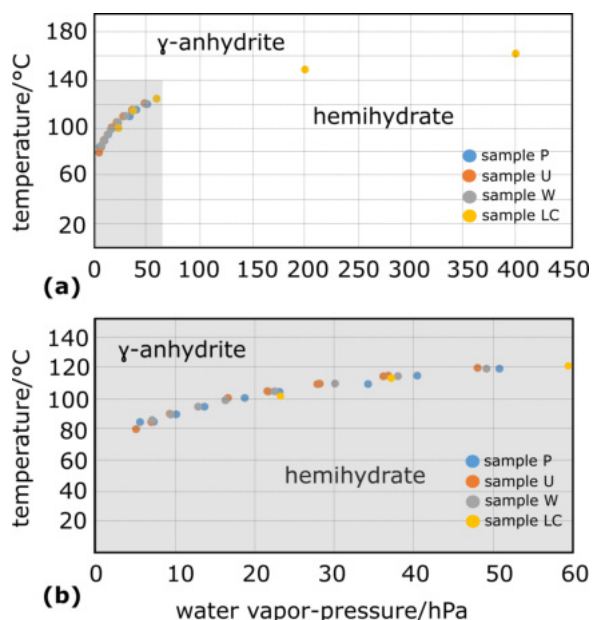 180
140
100
60
20
temperature/°C
ɣ-anhydrite
hemihydrate
sample P
sample U
sample W
sample LC
0 50 100 150 200 250 300 350 400 450
(a)
140
120
100
80
60
40
20
temperature/°C
ɣ-anhydrite
hemihydrate
sample P
sample U
sample W
sample LC
0 10 20 30 40 50 60
(b)
water vapor-pressure/hPa